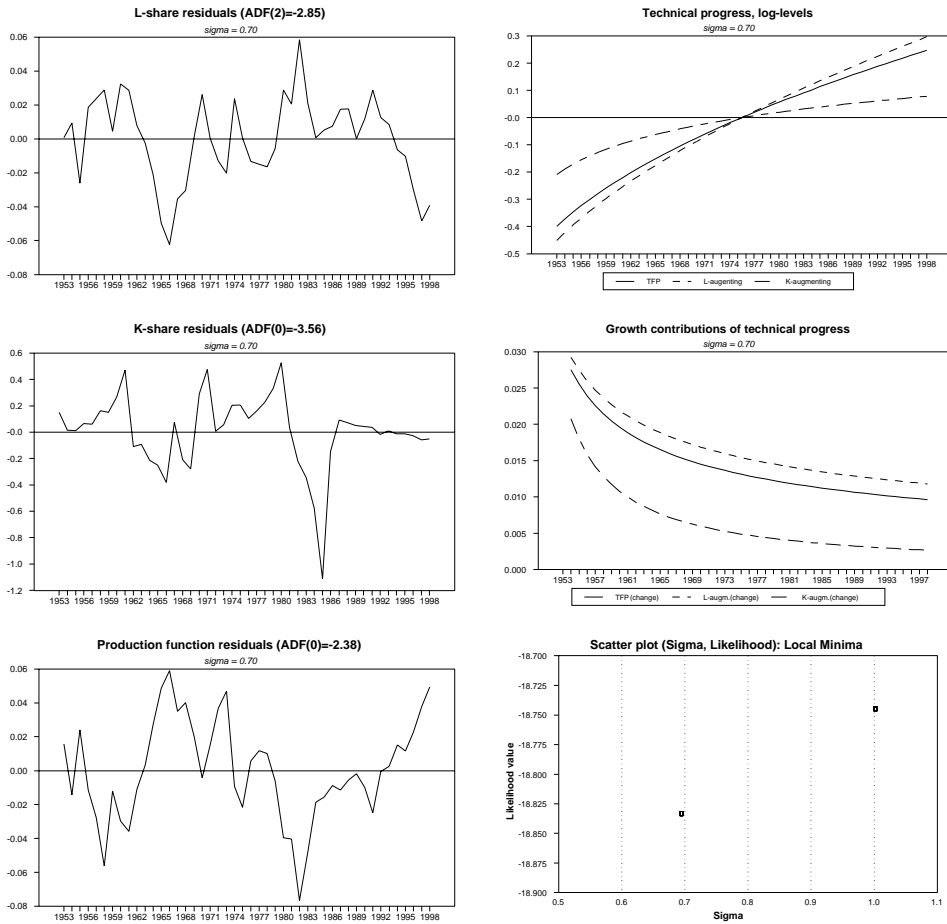 L-share residuals (ADF(2)=-2.85)
sigma = 0.70
0.06
0.04
0.02
0.00
-0.02
-0.04
-0.06
-0.08
1953 1956 1959 1962 1965 1968 1971 1974 1977 1980 1983 1986 1989 1992 1995 1998
Technical progress, log-levels
sigma = 0.70
0.3
0.2
0.1
-0.0
-0.1
-0.2
-0.3
-0.4
-0.5
1953 1956 1959 1962 1965 1968 1971 1974 1977 1980 1983 1986 1989 1992 1995 1998
TFP L-augenting K-augmenting
K-share residuals (ADF(0)=-3.56)
sigma = 0.70
0.6
0.4
0.2
-0.0
-0.2
-0.4
-0.6
-0.8
-1.0
-1.2
1953 1956 1959 1962 1965 1968 1971 1974 1977 1980 1983 1986 1989 1992 1995 1998
Growth contributions of technical progress
sigma = 0.70
0.030
0.025
0.020
0.015
0.010
0.005
0.000
1953 1957 1961 1965 1969 1973 1977 1981 1985 1989 1993 1997
TFP (change) L-augm.(change) K-augm.(change)
Production function residuals (ADF(0)=-2.38)
sigma = 0.70
0.06
0.04
0.02
0.00
-0.02
-0.04
-0.06
-0.08
1953 1956 1959 1962 1965 1968 1971 1974 1977 1980 1983 1986 1989 1992 1995 1998
Scatter plot (Sigma, Likelihood): Local Minima
Likelihood value
-18.700
-18.725
-18.750
-18.775
-18.800
-18.825
-18.850
-18.875
-18.900
0.5 0.6 0.7 0.8 0.9 1.0 1.1
Sigma